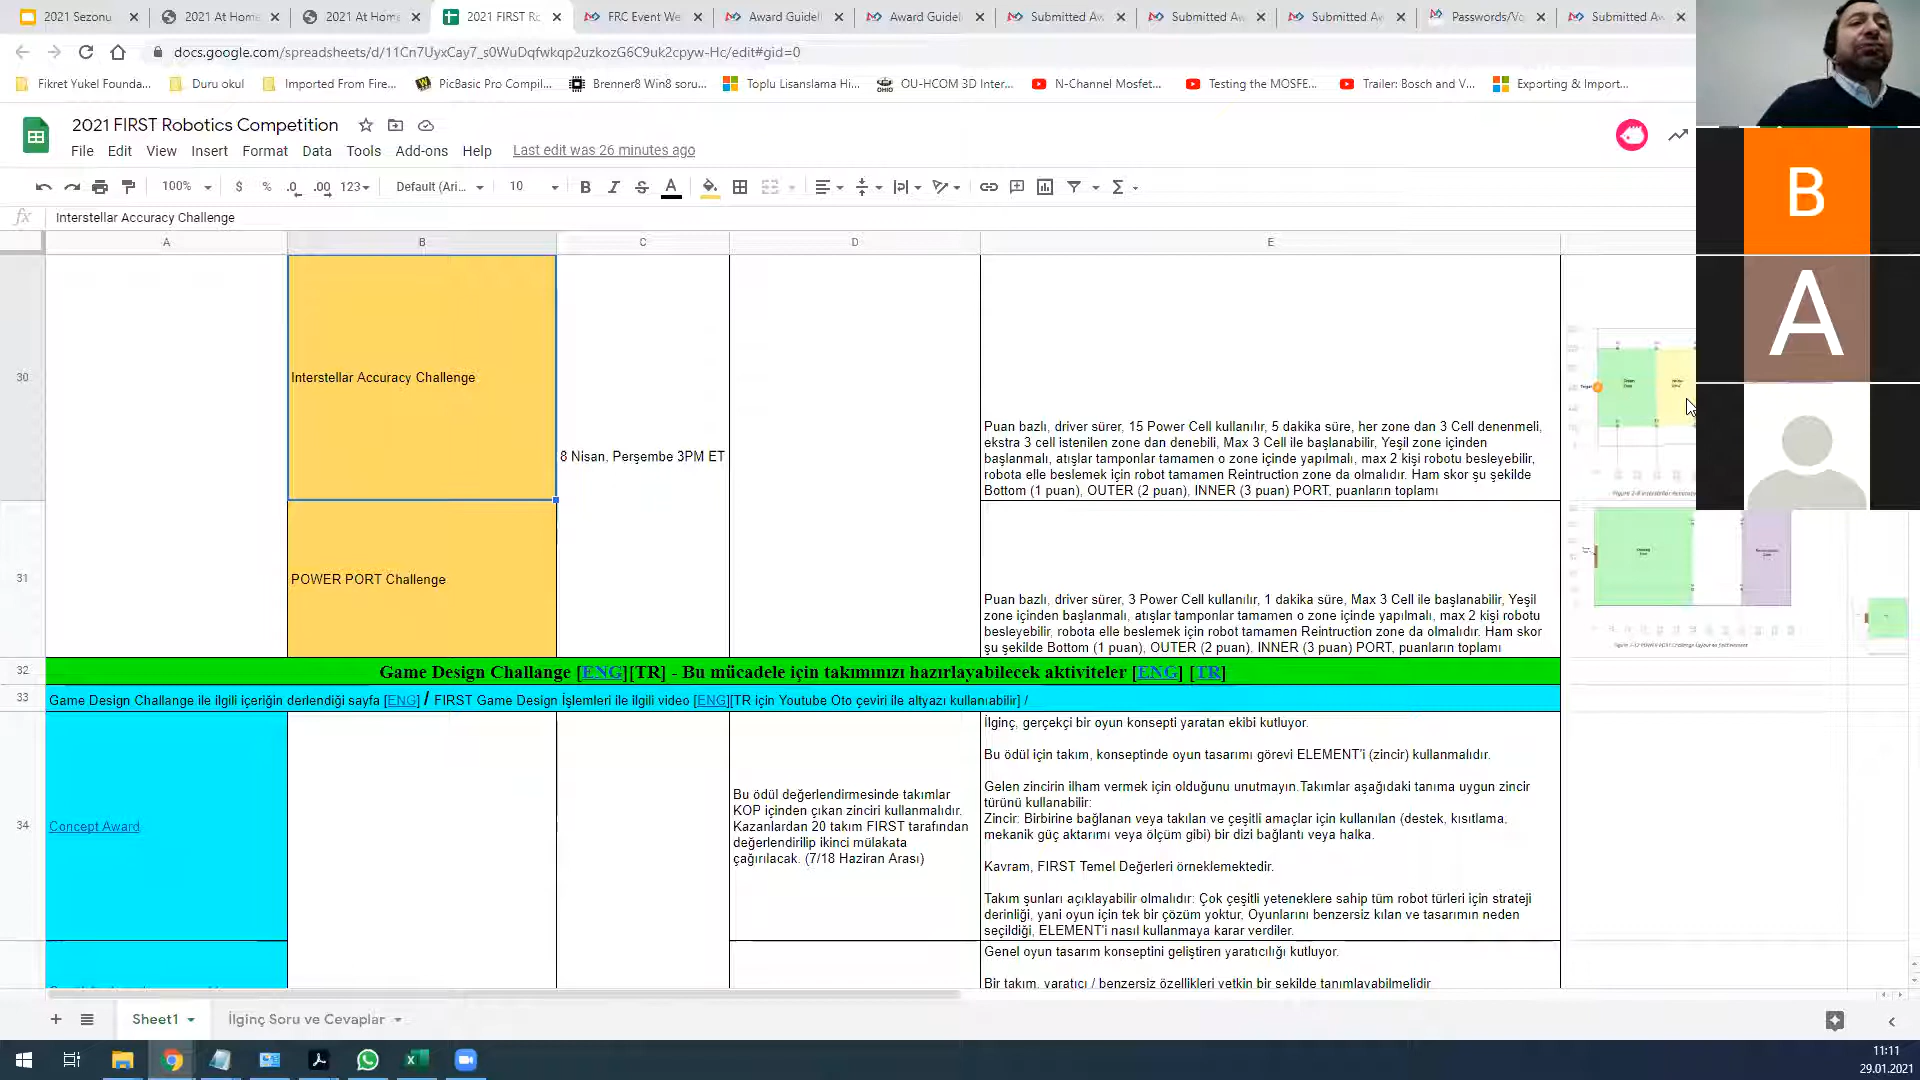 2021 Sezonu
2021 At Home
2021 At Home
2021 FIRST Ro
FRC Event We
Award Guidel
Award Guidel
Submitted Aw
Submitted Aw
Submitted Aw
Passwords/Vo
Submitted Aw
docs.google.com/spreadsheets/d/11Cn7UyxCay7_s0WuDqfwkqp2uzkozG6C9uk2cpyw-Hc/edit#gid=0
Fikret Yukel Founda...
Duru okul
Imported From Fire...
PicBasic Pro Compil...
Brenner8 Win8 soru...
Toplu Lisanslama Hi...
OU-HCOM 3D Inter...
N-Channel Mosfet...
Testing the MOSFE...
Trailer: Bosch and V...
Exporting & Import...
2021 FIRST Robotics Competition
File Edit View Insert Format Data Tools Add-ons Help Last edit was 26 minutes ago
100% $ % .0 .00 123 Default (Ari... 10 B I S A Σ
fx Interstellar Accuracy Challenge
A B C D E
30
Interstellar Accuracy Challenge
8 Nisan, Perşembe 3PM ET
Puan bazlı, driver sürer, 15 Power Cell kullanılır, 5 dakika süre, her zone dan 3 Cell denenmeli,
ekstra 3 cell istenilen zone dan denebili, Max 3 Cell ile başlanabilir, Yeşil zone içinden
başlanmalı, atışlar tamponlar tamamen o zone içinde yapılmalı, max 2 kişi robotu besleyebilir,
robota elle beslemek için robot tamamen Reintruction zone da olmalıdır. Ham skor şu şekilde
Bottom (1 puan), OUTER (2 puan), INNER (3 puan) PORT, puanların toplamı
31
POWER PORT Challenge
Puan bazlı, driver sürer, 3 Power Cell kullanılır, 1 dakika süre, Max 3 Cell ile başlanabilir, Yeşil
zone içinden başlanmalı, atışlar tamponlar tamamen o zone içinde yapılmalı, max 2 kişi robotu
besleyebilir, robota elle beslemek için robot tamamen Reintruction zone da olmalıdır. Ham skor
şu şekilde Bottom (1 puan), OUTER (2 puan), INNER (3 puan) PORT, puanların toplamı
32
Game Design Challange [ENG][TR] - Bu mücadele için takımınızı hazırlayabilecek aktiviteler [ENG] [TR]
33
Game Design Challange ile ilgili içeriğin derlendiği sayfa [ENG] / FIRST Game Design İşlemleri ile ilgili video [ENG][TR için Youtube Oto çeviri ile altyazı kullanıabilir] /
34
Concept Award
Bu ödül değerlendirmesinde takımlar
KOP içinden çıkan zinciri kullanmalıdır.
Kazanlardan 20 takım FIRST tarafından
değerlendirilip ikinci mülakata
çağırılacak. (7/18 Haziran Arası)
İlginç, gerçekçi bir oyun konsepti yaratan ekibi kutluyor.
Bu ödül için takım, konseptinde oyun tasarımı görevi ELEMENT'i (zincir) kullanmalıdır.
Gelen zincirin ilham vermek için olduğunu unutmayın.Takımlar aşağıdaki tanıma uygun zincir
türünü kullanabilir:
Zincir: Birbirine bağlanan veya takılan ve çeşitli amaçlar için kullanılan (destek, kısıtlama,
mekanik güç aktarımı veya ölçüm gibi) bir dizi bağlantı veya halka.
Kavram, FIRST Temel Değerleri örneklemektedir.
Takım şunları açıklayabilir olmalıdır: Çok çeşitli yeteneklere sahip tüm robot türleri için strateji
derinliği, yani oyun için tek bir çözüm yoktur, Oyunlarını benzersiz kılan ve tasarımın neden
seçildiği, ELEMENT'i nasıl kullanmaya karar verdiler.
Genel oyun tasarım konseptini geliştiren yaratıcılığı kutluyor.
Bir takım, yaratıcı / benzersiz özellikleri yetkin bir şekilde tanımlayabilmelidir
Sheet1
İlginç Soru ve Cevaplar
B
A
11:11
29.01.2021